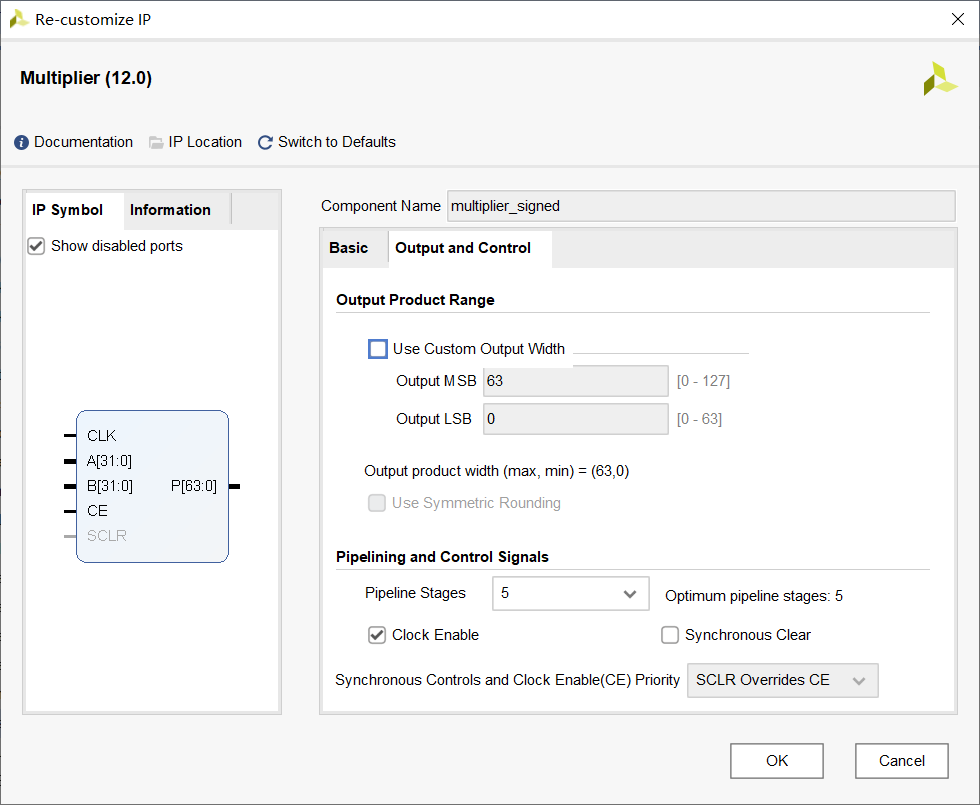 Re-customize IP
Multiplier (12.0)
Documentation IP Location Switch to Defaults
IP Symbol Information
Show disabled ports
CLK
A[31:0]
B[31:0] P[63:0]
CE
SCLR
Component Name multiplier_signed
Basic Output and Control
Output Product Range
Use Custom Output Width
Output MSB 63 [0 - 127]
Output LSB 0 [0 - 63]
Output product width (max, min) = (63,0)
Use Symmetric Rounding
Pipelining and Control Signals
Pipeline Stages 5 Optimum pipeline stages: 5
Clock Enable Synchronous Clear
Synchronous Controls and Clock Enable(CE) Priority SCLR Overrides CE
OK Cancel